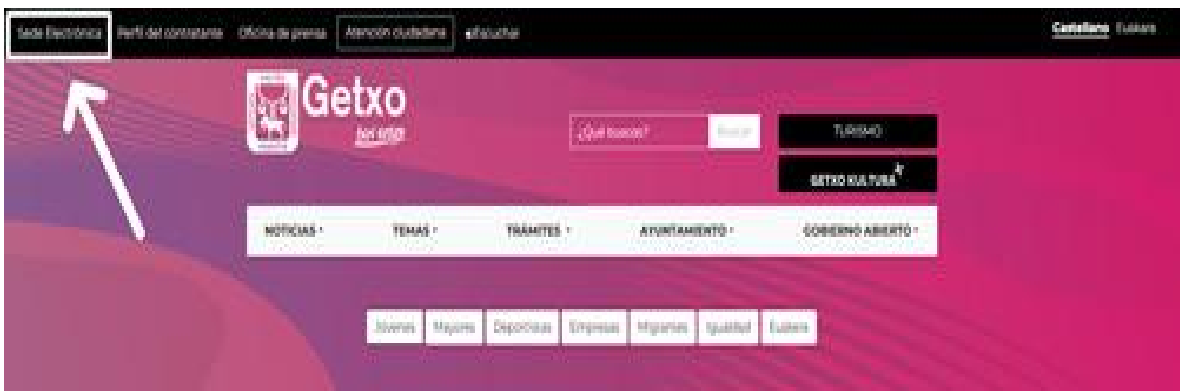 Sede Electrónica Perfil del contratante Oficina de prensa Atención ciudadana Escuchar Castellano Euskara
Getxo
¿Qué buscas? Buscar TURISMO
GETXO KULTURA
NOTICIAS TEMAS TRÁMITES AYUNTAMIENTO GOBIERNO ABIERTO
Jóvenes Mayores Deportistas Empresas Migrantes Igualdad Euskera